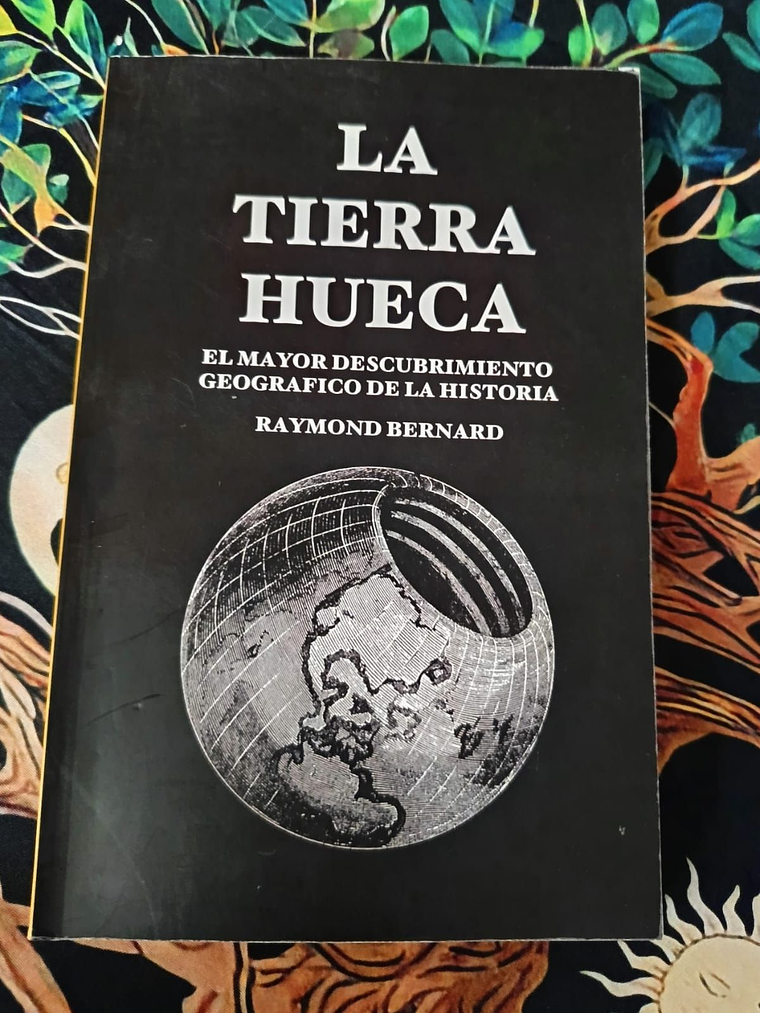 LA
TIERRA
HUECA
EL MAYOR DESCUBRIMIENTO
GEOGRAFICO DE LA HISTORIA
RAYMOND BERNARD